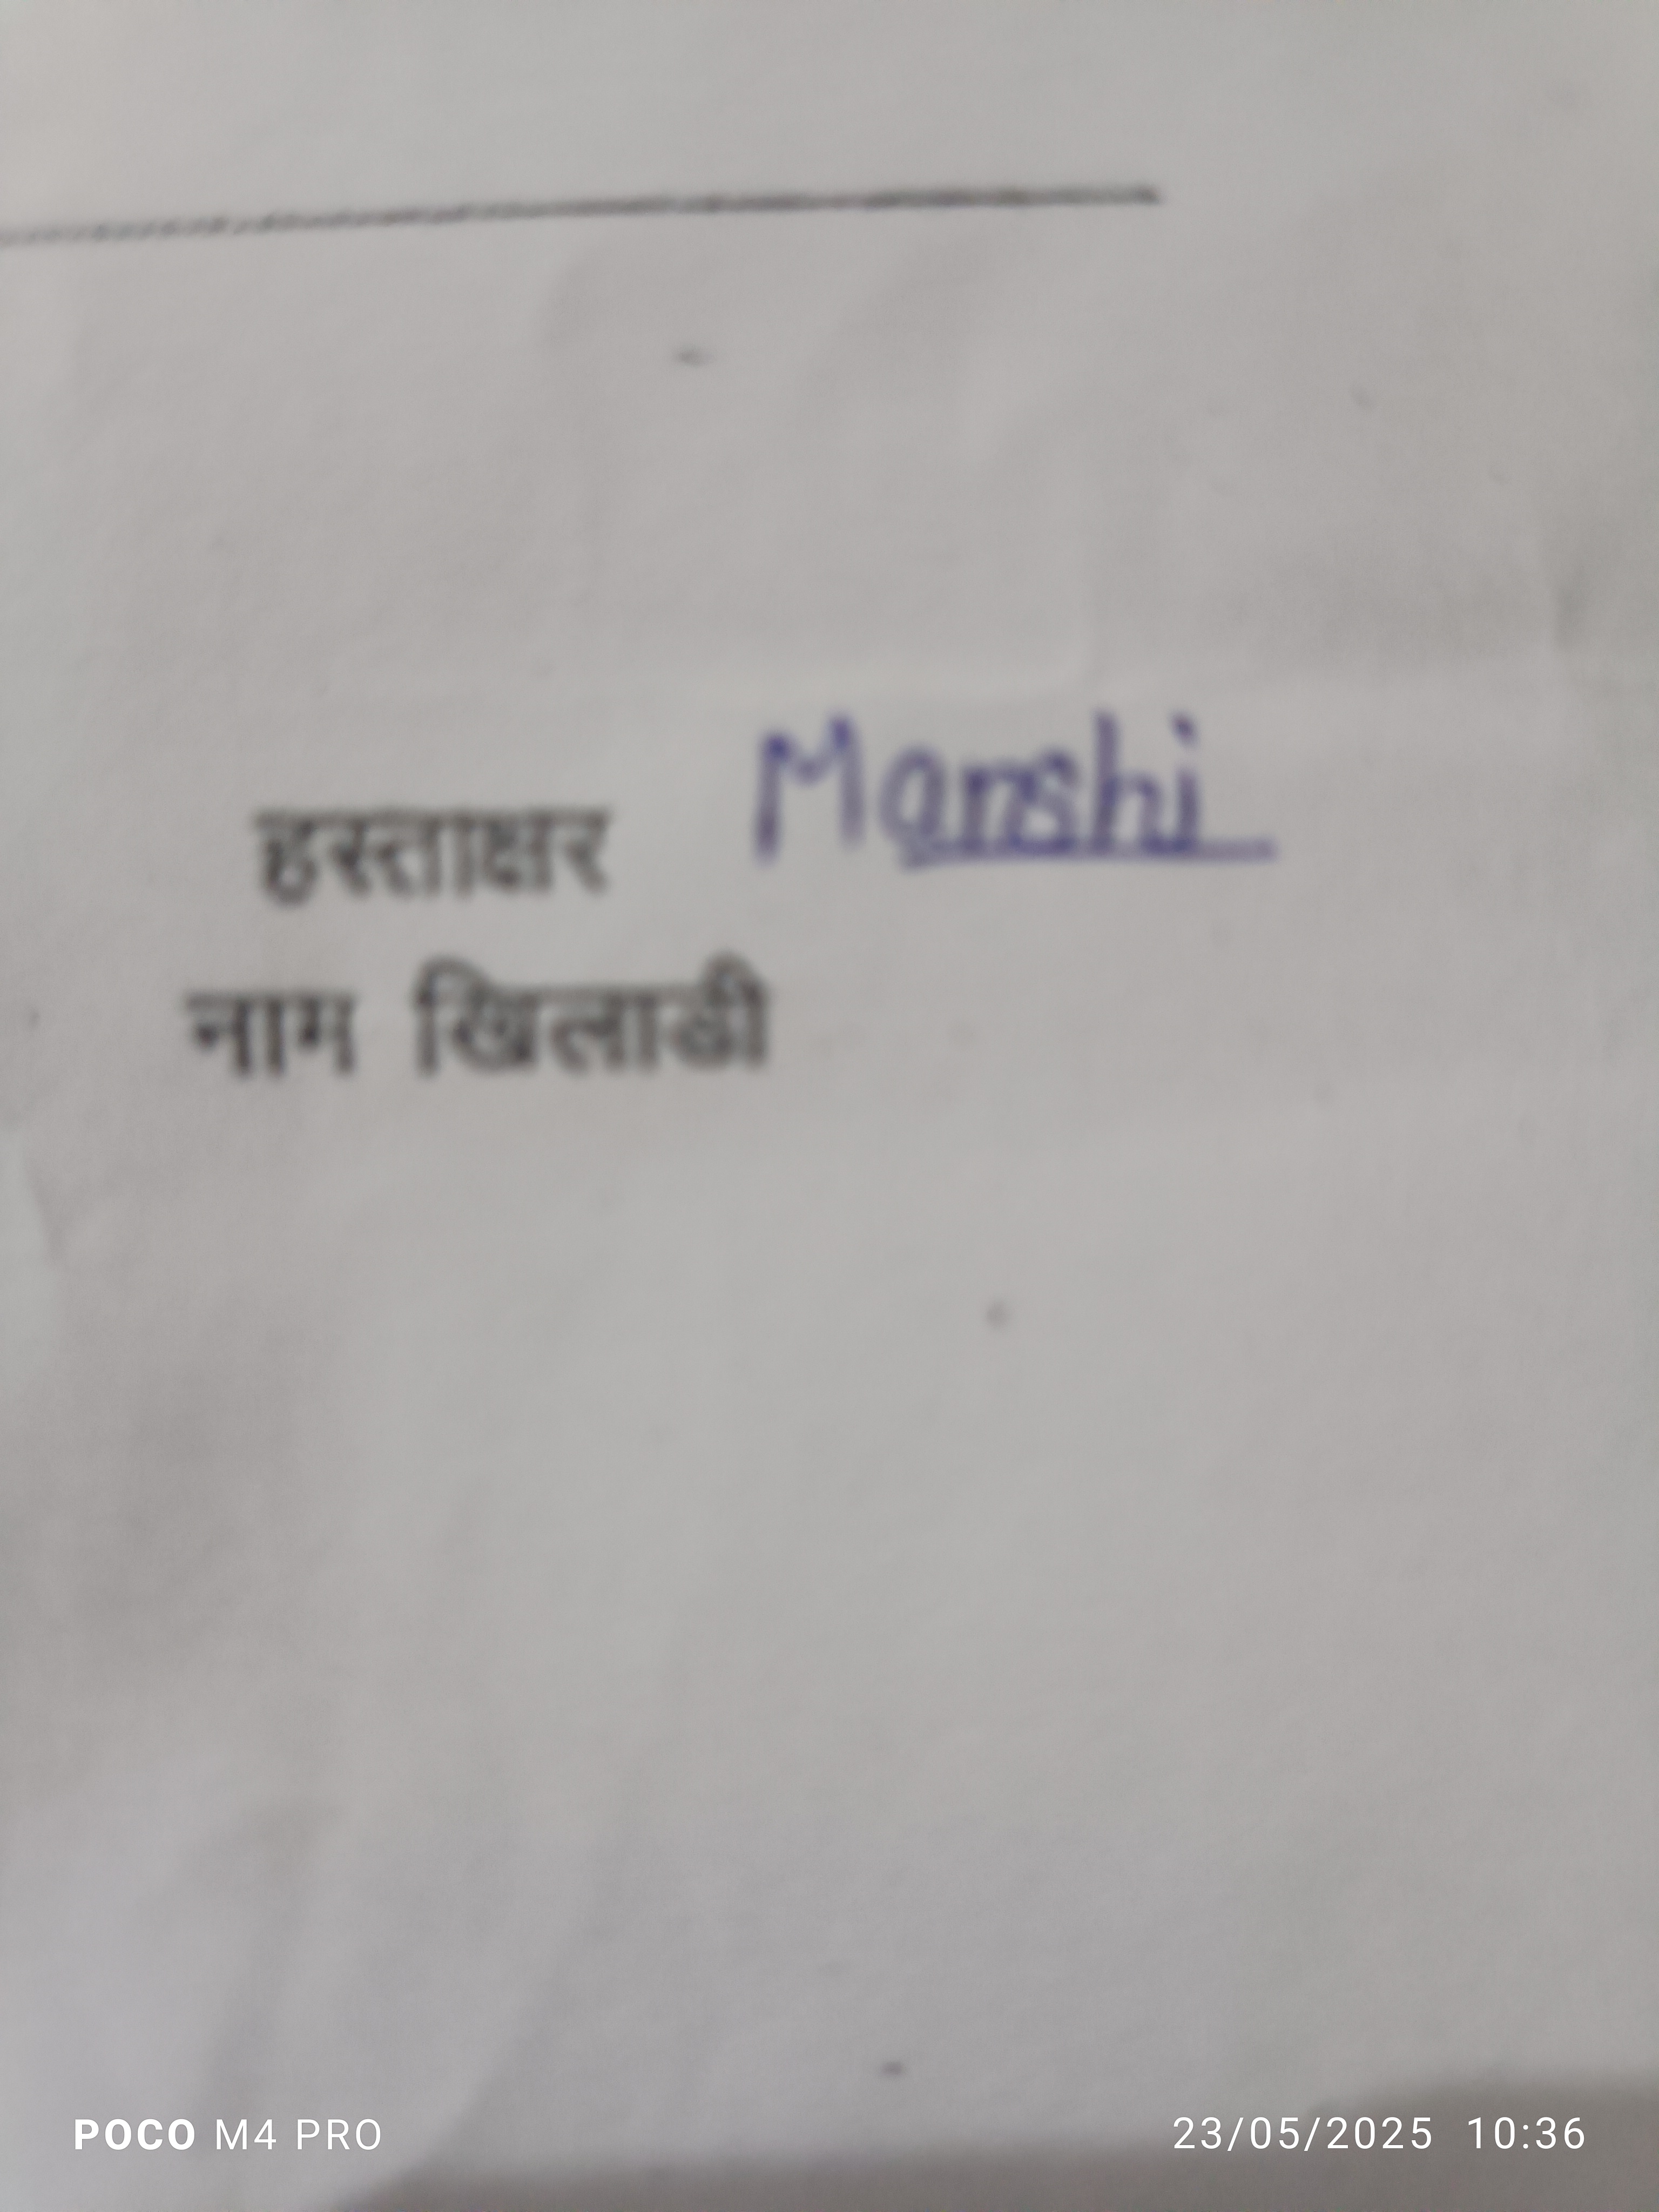 हस्ताक्षर Manshi
नाम खिलाडी
POCO M4 PRO 23/05/2025 10:36